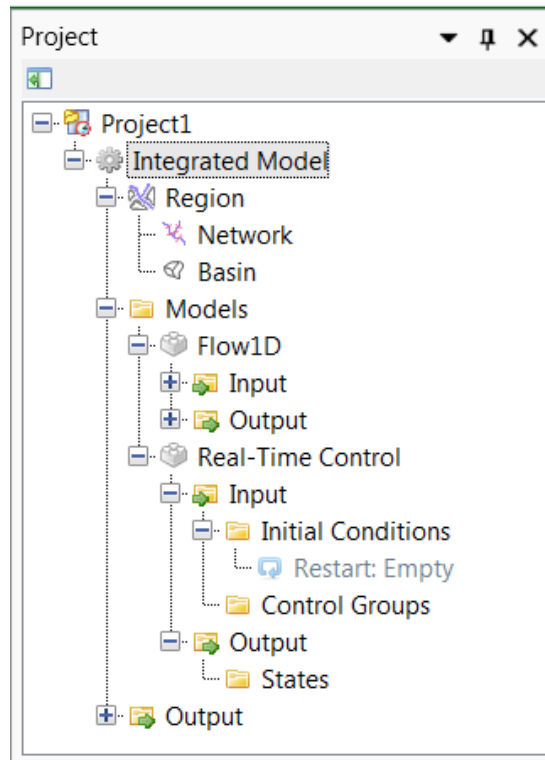 Project
Project1
Integrated Model
Region
Network
Basin
Models
Flow1D
Input
Output
Real-Time Control
Input
Initial Conditions
Restart: Empty
Control Groups
Output
States
Output